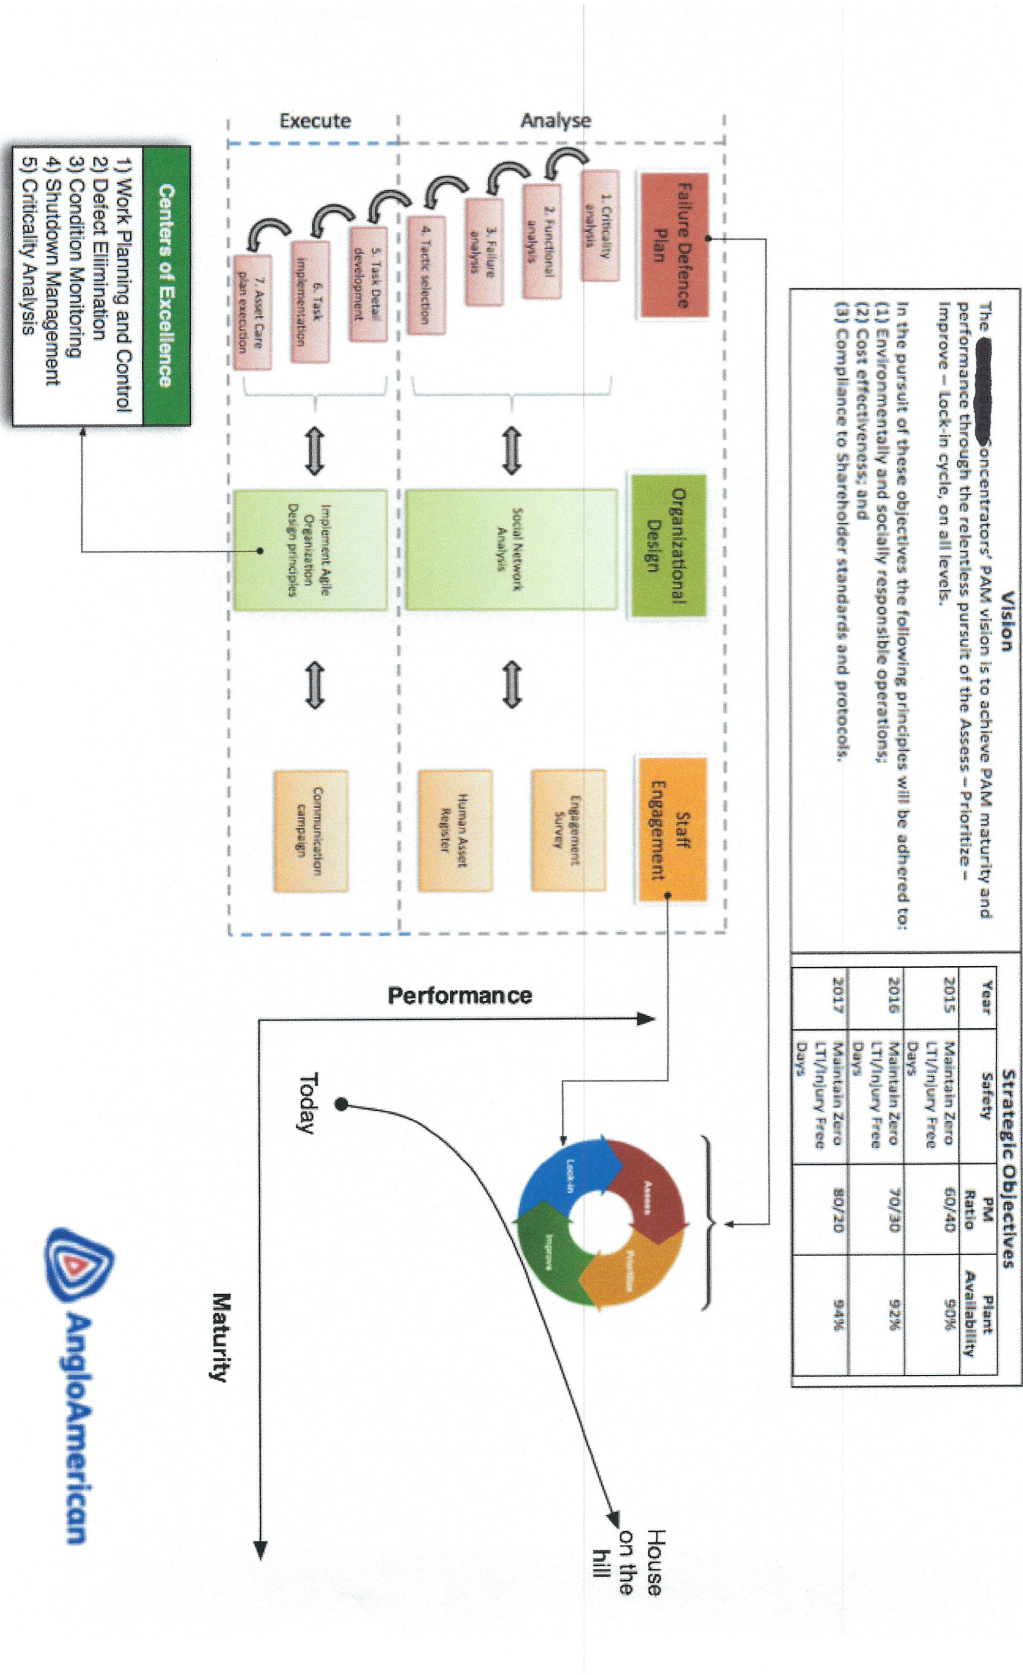 Vision
The
oncentrators' PAM vision is to achieve PAM maturity and
performance through the relentless pursuit of the Assess – Prioritize –
Improve – Lock-in cycle, on all levels.
In the pursuit of these objectives the following principles will be adhered to:
(1) Environmentally and socially responsible operations;
(2) Cost effectiveness; and
(3) Compliance to Shareholder standards and protocols.
Strategic Objectives
Year
Safety
PM
Ratio
Plant
Availability
2015
Maintain Zero
LTI/Injury Free
Days
60/40
90%
2016
Maintain Zero
LTI/Injury Free
Days
70/30
92%
2017
Maintain Zero
LTI/Injury Free
Days
80/20
94%
Failure Defence
Plan
Organizational
Design
Staff
Engagement
Analyse
1. Criticality
analysis
2. Functional
analysis
3. Failure
analysis
4. Tactic selection
Social Network
Analysis
Engagement
Survey
Human Asset
Register
Execute
5. Task Detail
development
6. Task
implementation
7. Asset Care
plan execution
Implement Agile
Organization
Design principles
Communication
campaign
Centers of Excellence
1) Work Planning and Control
2) Defect Elimination
3) Condition Monitoring
4) Shutdown Management
5) Criticality Analysis
Performance
Assess
Prioritize
Improve
Lock-in
House
on the
hill
Today
Maturity
AngloAmerican